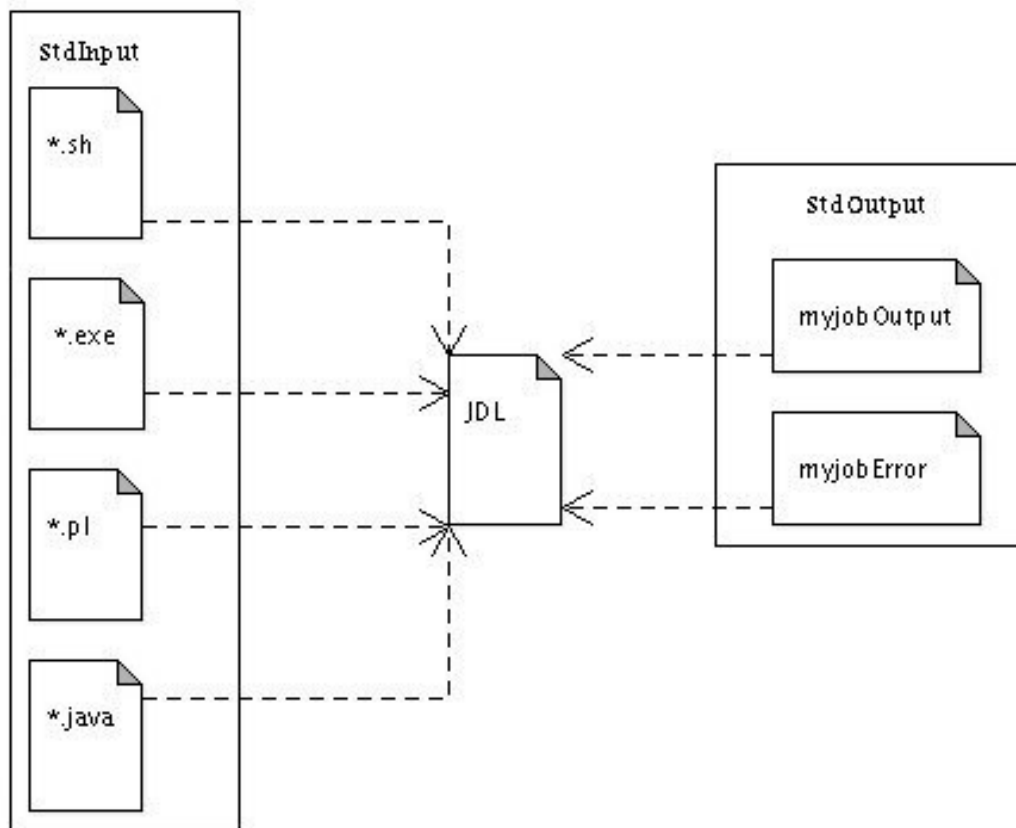 StdInput
*.sh
*.exe
*.pl
*.java
JDL
StdOutput
myjobOutput
myjobError